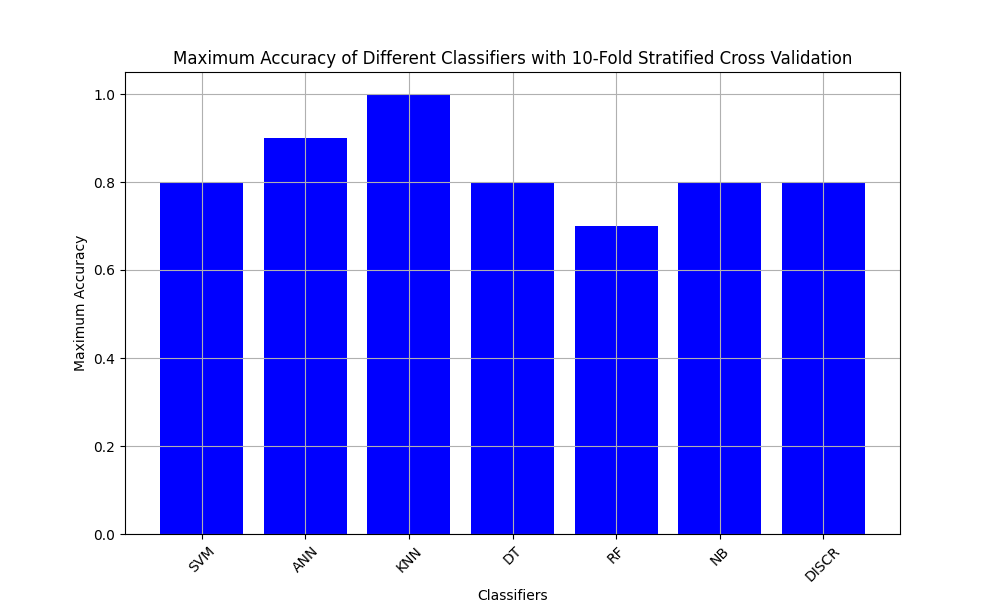 Maximum Accuracy of Different Classifiers with 10-Fold Stratified Cross Validation
1.0
0.8
0.6
0.4
0.2
0.0
Maximum Accuracy
SVM
ANN
KNN
DT
RF
NB
DISCR
Classifiers